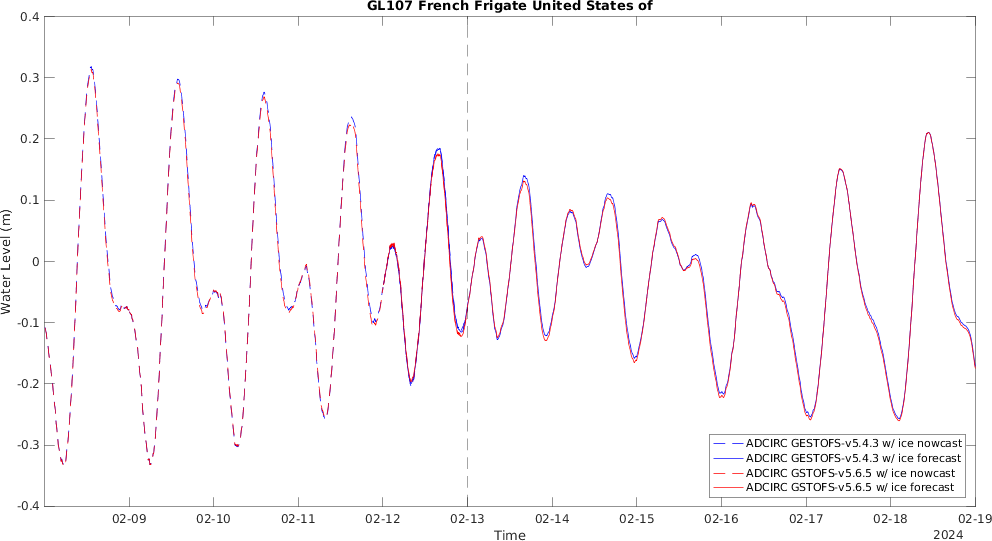 GL107 French Frigate United States of
0.4
0.3
0.2
0.1
0
-0.1
-0.2
-0.3
-0.4
Water Level (m)
ADCIRC GESTOFS-v5.4.3 w/ ice nowcast
ADCIRC GESTOFS-v5.4.3 w/ ice forecast
ADCIRC GSTOFS-v5.6.5 w/ ice nowcast
ADCIRC GSTOFS-v5.6.5 w/ ice forecast
02-09 02-10 02-11 02-12 02-13 02-14 02-15 02-16 02-17 02-18 02-19
Time
2024